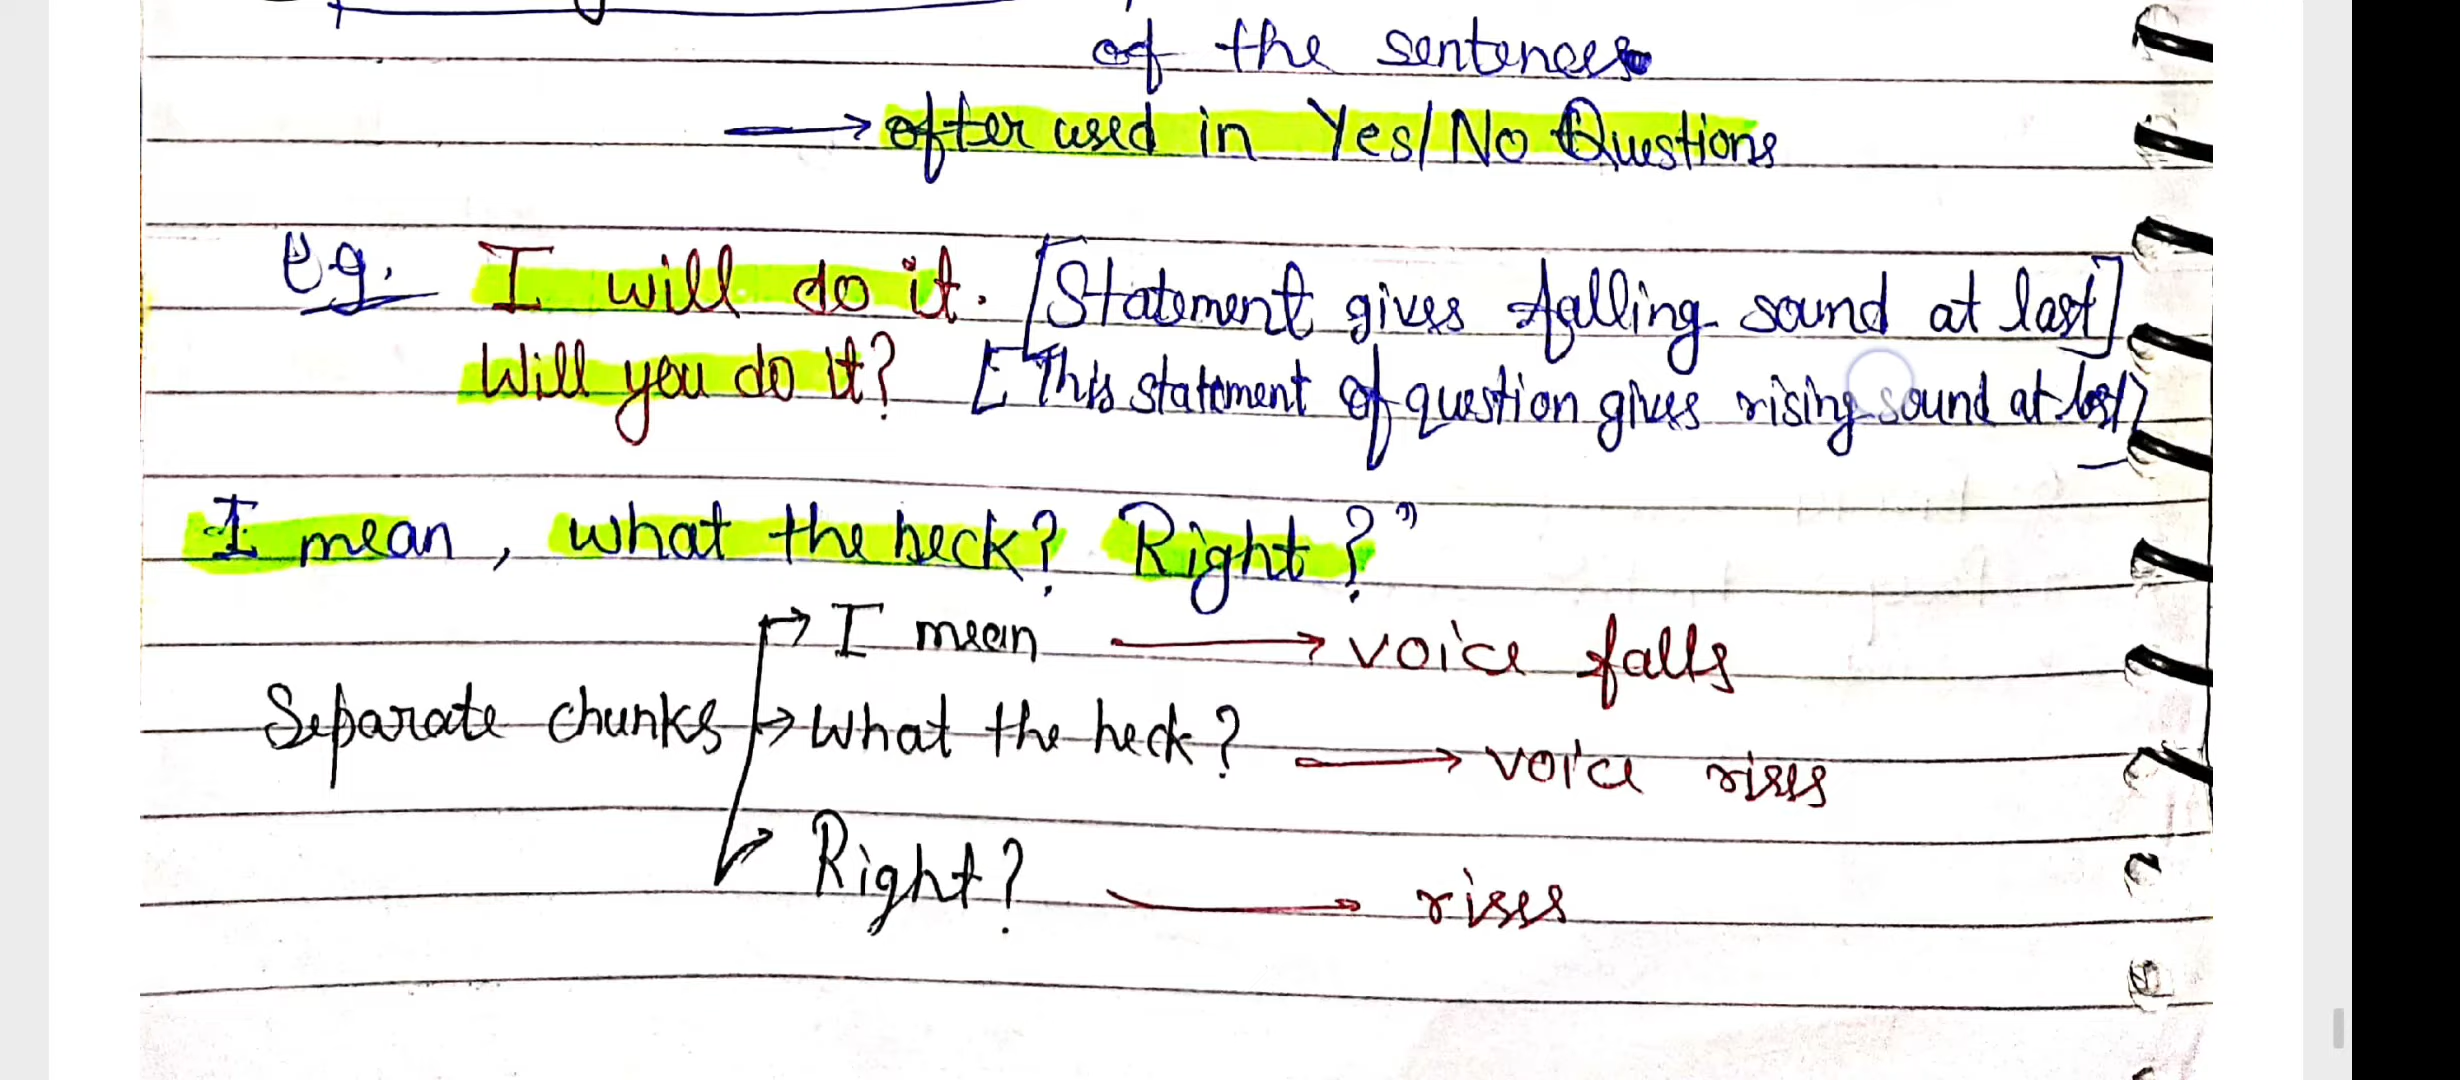 of the sentences
→ often used in Yes/No Questions
eg. I will do it. [Statement gives falling sound at last]
Will you do it? [This statement of question gives rising sound at last]
I mean, what the heck? Right?"
Separate chunks → I mean → voice falls
→ What the heck? → voice rises
→ Right? → rises